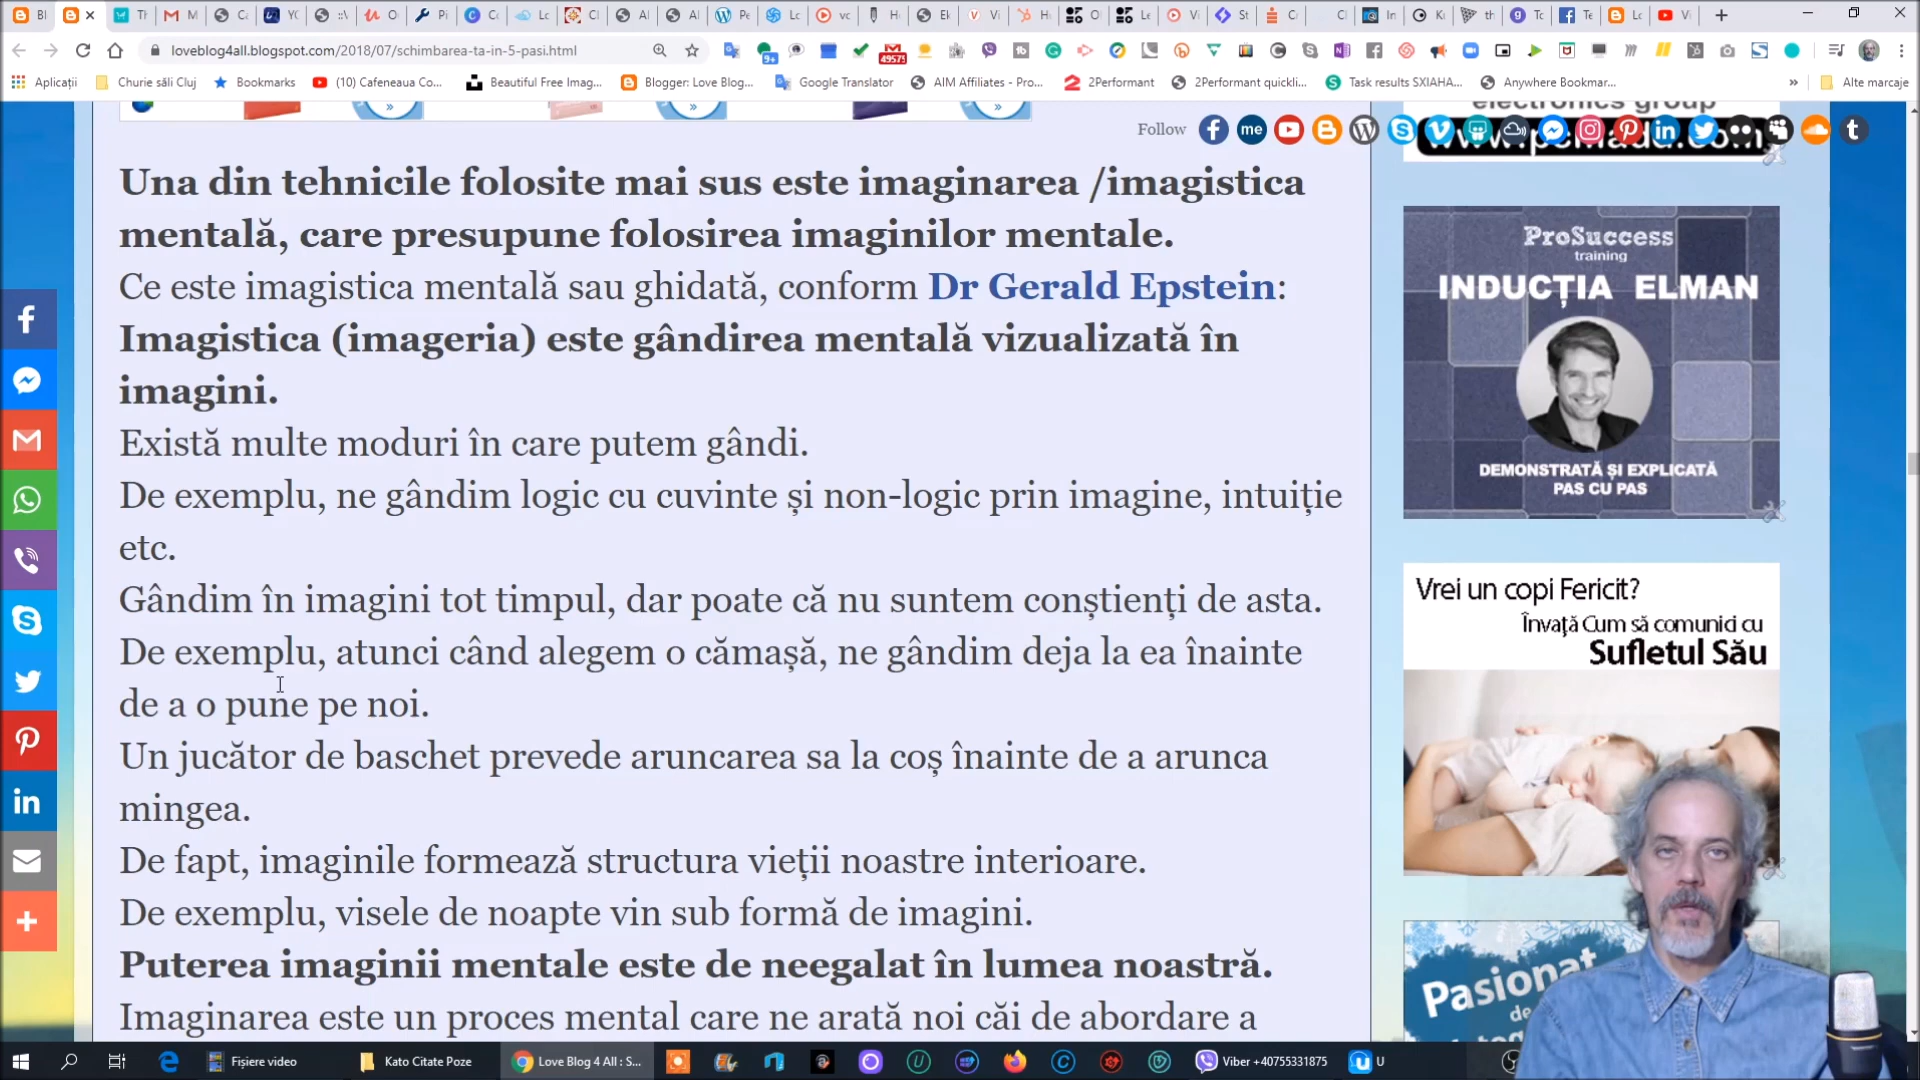 loveblog4all.blogspot.com/2018/07/schimbarea-ta-in-5-pasi.html
9+
49575
Aplicații
Churie săli Cluj
Bookmarks
(10) Cafeneaua Co...
Beautiful Free Imag...
Blogger: Love Blog...
Google Translator
AIM Affiliates - Pro...
2Performant
2Performant quickli...
Task results SXIAHA...
Anywhere Bookmar...
Alte marcaje
Follow
electronics group
Una din tehnicile folosite mai sus este imaginarea /imagistica
mentală, care presupune folosirea imaginilor mentale.
Ce este imagistica mentală sau ghidată, conform Dr Gerald Epstein:
Imagistica (imageria) este gândirea mentală vizualizată în
imagini.
Există multe moduri în care putem gândi.
De exemplu, ne gândim logic cu cuvinte și non-logic prin imagine, intuiție
etc.
Gândim în imagini tot timpul, dar poate că nu suntem conștienți de asta.
De exemplu, atunci când alegem o cămașă, ne gândim deja la ea înainte
de a o pune pe noi.
Un jucător de baschet prevede aruncarea sa la coș înainte de a arunca
mingea.
De fapt, imaginile formează structura vieții noastre interioare.
De exemplu, visele de noapte vin sub formă de imagini.
Puterea imaginii mentale este de neegalat în lumea noastră.
Imaginarea este un proces mental care ne arată noi căi de abordare a
ProSuccess
training
INDUCȚIA ELMAN
DEMONSTRATĂ ȘI EXPLICATĂ
PAS CU PAS
Vrei un copi Fericit?
Învață Cum să comunici cu
Sufletul Său
Pasionat
de
Fișiere video
Kato Citate Poze
Love Blog 4 All : S...
Viber +40755331875
U